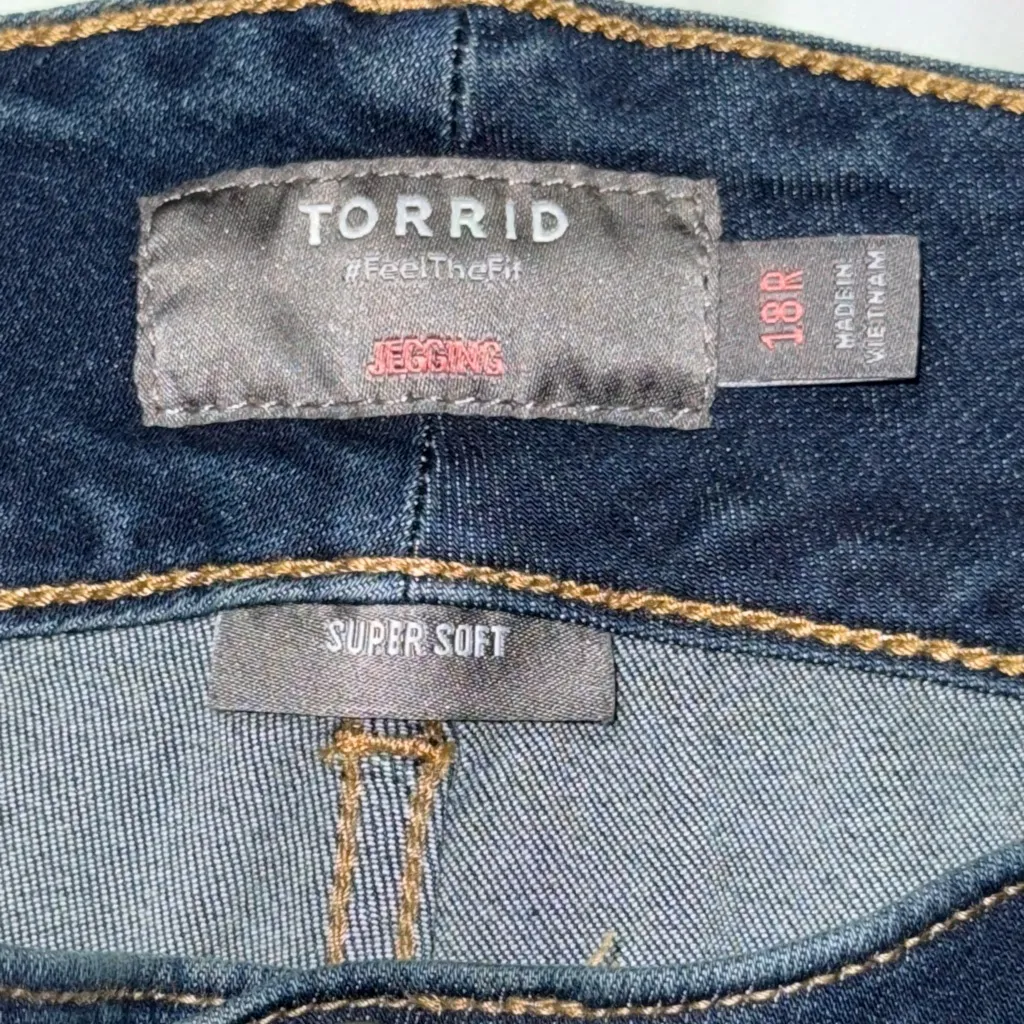 TORRID
#FeelTheFit
JEGGING
18R
MADE IN
VIETNAM
SUPER SOFT